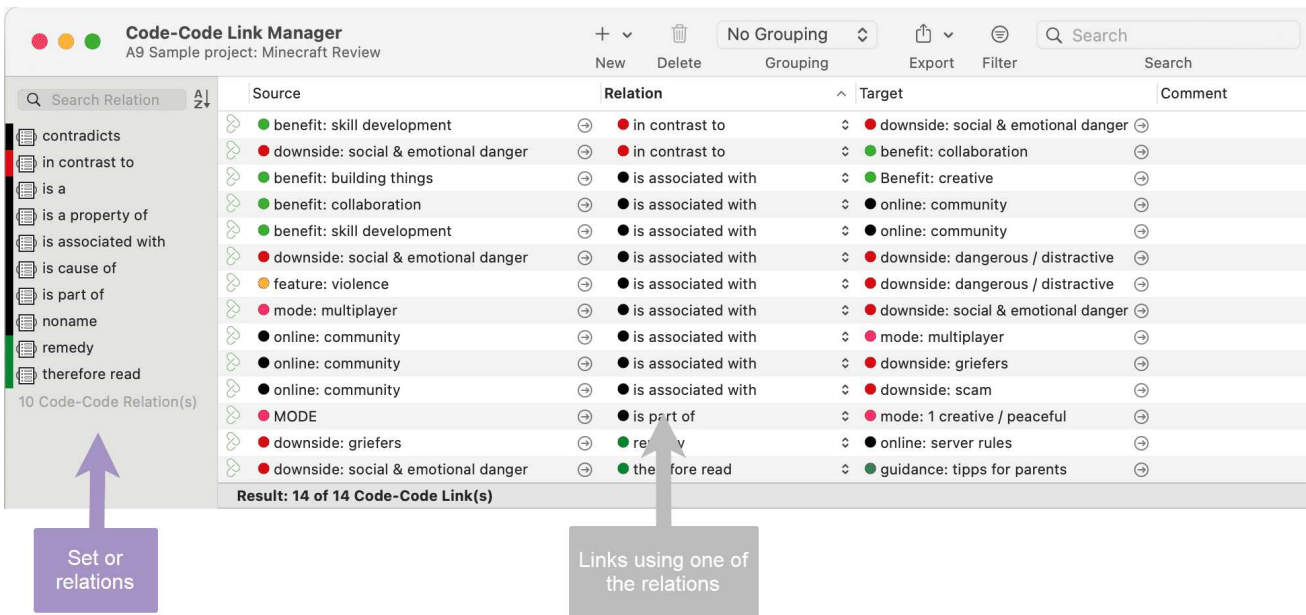 Code-Code Link Manager
A9 Sample project: Minecraft Review
No Grouping
Search
New Delete Grouping Export Filter Search
Search Relation
contradicts
in contrast to
is a
is a property of
is associated with
is cause of
is part of
noname
remedy
therefore read
10 Code-Code Relation(s)
Source Relation Target Comment
benefit: skill development in contrast to downside: social & emotional danger
downside: social & emotional danger in contrast to benefit: collaboration
benefit: building things is associated with Benefit: creative
benefit: collaboration is associated with online: community
benefit: skill development is associated with online: community
downside: social & emotional danger is associated with downside: dangerous / distractive
feature: violence is associated with downside: dangerous / distractive
mode: multiplayer is associated with downside: social & emotional danger
online: community is associated with mode: multiplayer
online: community is associated with downside: griefers
online: community is associated with downside: scam
MODE is part of mode: 1 creative / peaceful
downside: griefers remedy online: server rules
downside: social & emotional danger therefore read guidance: tipps for parents
Result: 14 of 14 Code-Code Link(s)
Set or
relations
Links using one of
the relations